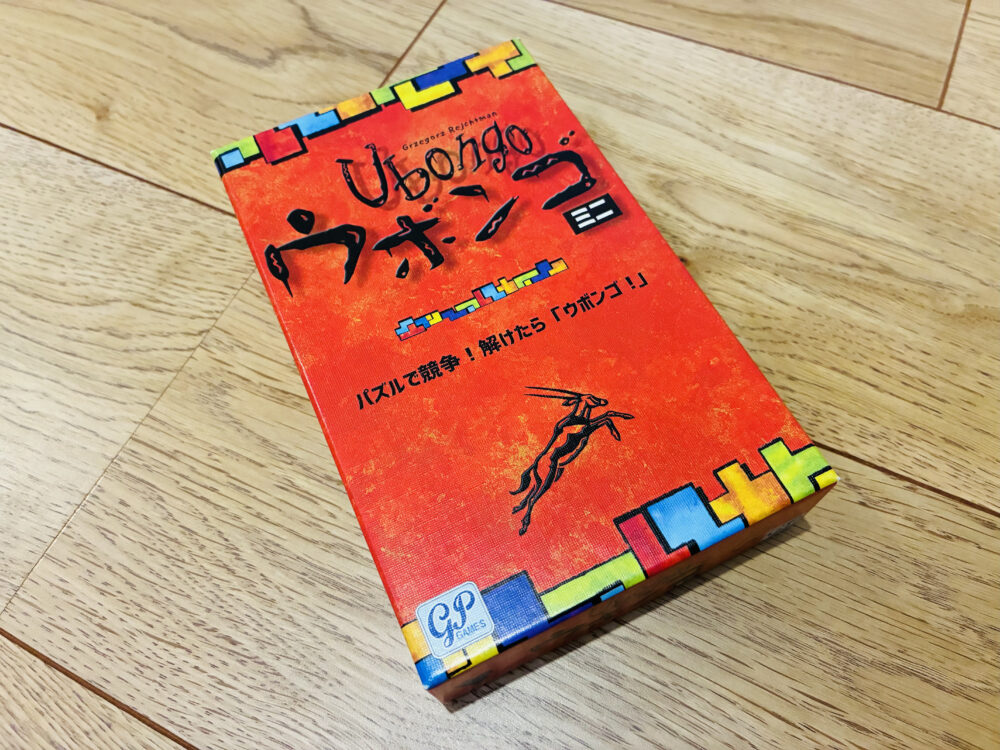 Grzegorz Rejchtman
Ubongo
ウボンゴ
ミニ
パズルで競争！解けたら「ウボンゴ！」
GP
GAMES